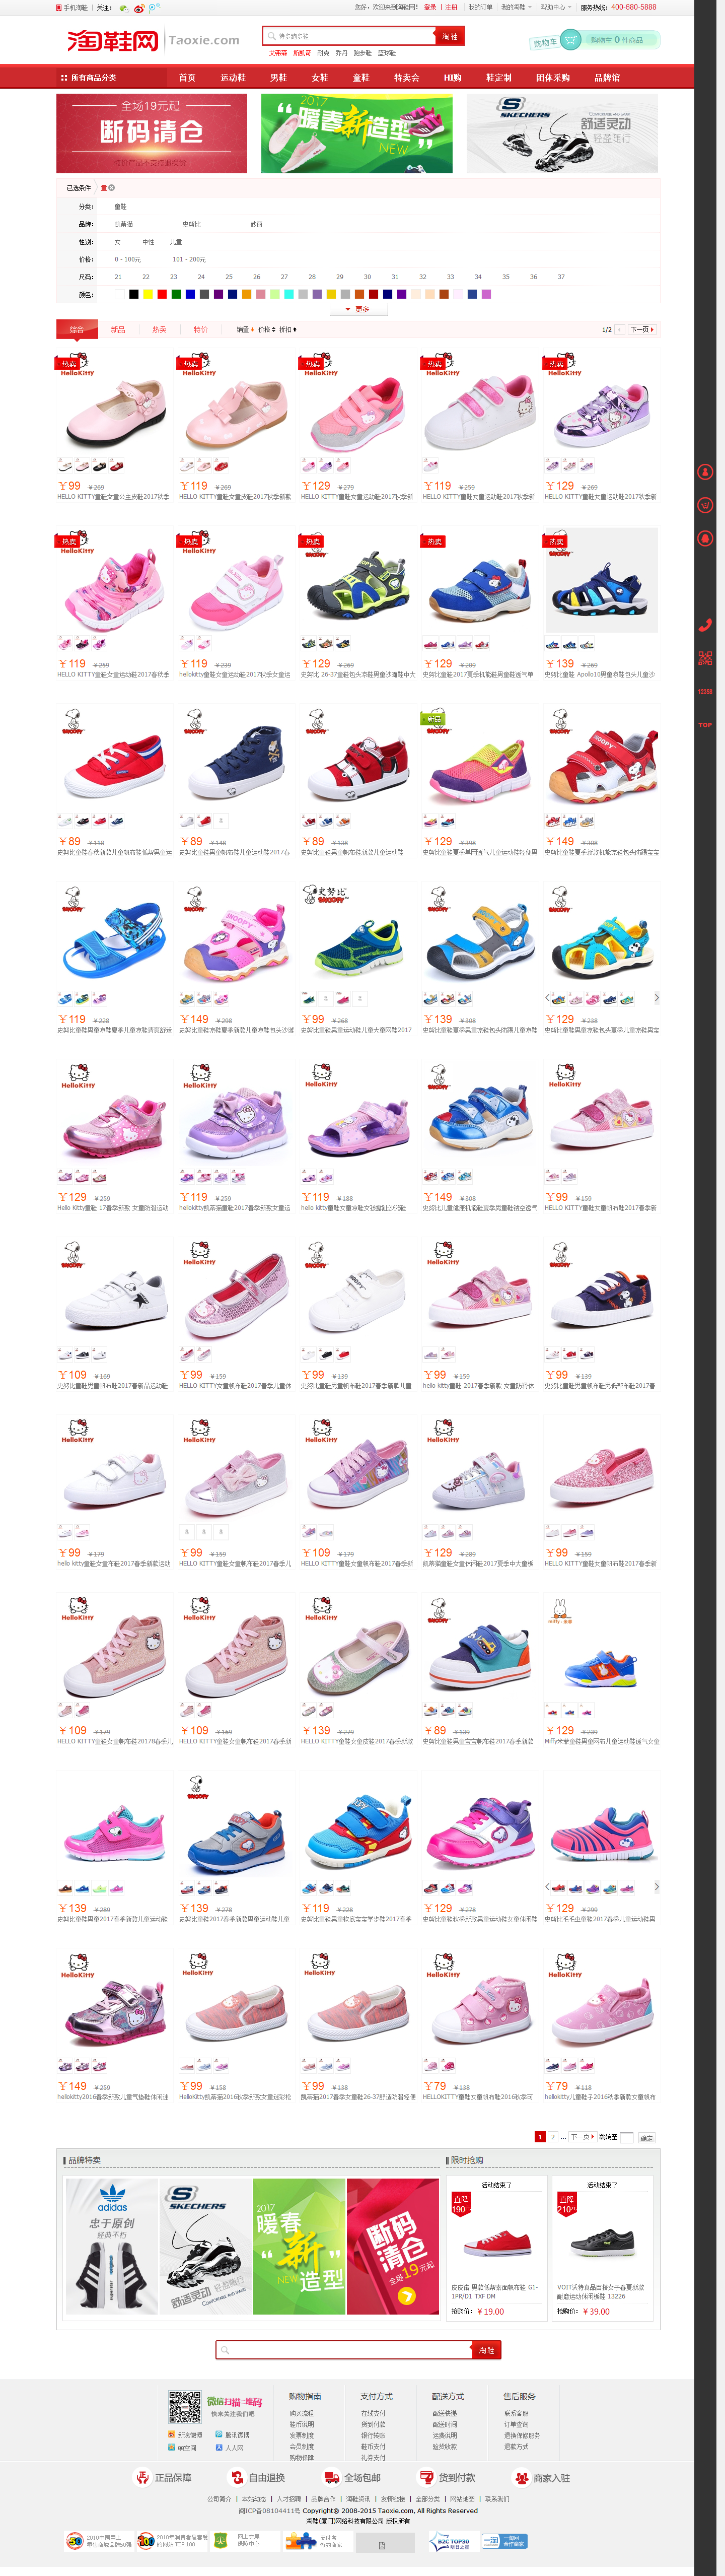 手机淘鞋 | 关注：
您好，欢迎来到淘鞋网！ 登录 | 注册 我的订单 我的淘鞋 帮助中心 服务热线：400-680-5888
淘鞋网 Taoxie.com
特步跑步鞋 淘鞋
艾弗森 斯凯奇 耐克 乔丹 跑步鞋 篮球鞋
购物车 购物车 0 件商品
所有商品分类 首页 运动鞋 男鞋 女鞋 童鞋 特卖会 HI购 鞋定制 团体采购 品牌馆
全场19元起
断码清仓
2017
暖春新造型
SKECHERS
舒适灵动
轻盈随行
已选条件 童
分类： 童鞋
品牌： 凯蒂猫 史努比 妙丽
性别： 女 中性 儿童
价格： 0 - 100元 101 - 200元
尺码： 21 22 23 24 25 26 27 28 29 30 31 32 33 34 35 36 37
颜色：
更多
综合 新品 热卖 特价 销量 价格 折扣 1/2 下一页
热卖 热卖 热卖 热卖 热卖
¥99 ¥269
HELLO KITTY童鞋女童公主皮鞋2017秋季
¥119 ¥269
HELLO KITTY童鞋女童皮鞋2017秋季新款
¥129 ¥279
HELLO KITTY童鞋女童运动鞋2017秋季新
¥119 ¥259
HELLO KITTY童鞋女童运动鞋2017秋季新
¥129 ¥269
HELLO KITTY童鞋女童运动鞋2017秋季新
热卖 热卖 热卖 热卖 热卖
¥119 ¥259
HELLO KITTY童鞋女童运动鞋2017春秋季
¥119 ¥239
hellokitty童鞋女童运动鞋2017秋季女童运
¥129 ¥269
史努比 26-37童鞋包头凉鞋男童沙滩鞋中大
¥129 ¥209
史努比童鞋2017夏季机能鞋男童鞋透气单
¥139 ¥269
史努比童鞋 Apollo10男童凉鞋包头儿童沙
¥89 ¥118
史努比童鞋春秋新款儿童帆布鞋低帮男童运
¥89 ¥148
史努比童鞋男童帆布鞋儿童运动鞋2017春
¥89 ¥138
史努比童鞋男童帆布鞋新款儿童运动鞋
¥129 ¥398
史努比童鞋夏季单网透气儿童运动鞋轻便男
¥149 ¥308
史努比童鞋夏季新款机能凉鞋包头防踢宝宝
¥119 ¥228
史努比童鞋男童凉鞋夏季儿童凉鞋清爽舒适
¥149 ¥298
史努比童鞋凉鞋夏季新款儿童凉鞋包头沙滩
¥99 ¥268
史努比童鞋男童运动鞋儿童大童网鞋2017
¥139 ¥308
史努比童鞋夏季男童凉鞋包头防踢儿童凉鞋
¥129 ¥238
史努比童鞋男童凉鞋包头夏季儿童凉鞋男宝
¥129 ¥259
Hello Kitty童鞋 17春季新款 女童防滑运动
¥119 ¥259
hellokitty凯蒂猫童鞋2017春季新款女童运
¥119 ¥188
hello kitty童鞋女童凉鞋女孩露趾沙滩鞋
¥149 ¥308
史努比儿童健康机能鞋夏季男童鞋镂空透气
¥99 ¥159
HELLO KITTY童鞋女童帆布鞋2017春季新
¥109 ¥169
史努比童鞋男童帆布鞋2017春新品运动鞋
¥99 ¥159
HELLO KITTY女童帆布鞋2017春季儿童休
¥99 ¥139
史努比童鞋男童帆布鞋2017春季新款儿童
¥99 ¥159
hello kitty童鞋 2017春季新款 女童防滑休
¥99 ¥139
史努比童鞋男童帆布鞋男低帮布鞋2017春
¥99 ¥179
hello kitty童鞋女童布鞋2017春季新款运动
¥99 ¥159
HELLO KITTY童鞋女童帆布鞋2017春季儿
¥109 ¥179
HELLO KITTY童鞋女童帆布鞋2017春季新
¥129 ¥289
凯蒂猫童鞋女童休闲鞋2017夏季中大童板
¥99 ¥159
HELLO KITTY童鞋女童帆布鞋2017春季新
¥109 ¥179
HELLO KITTY童鞋女童帆布鞋2017春季儿
¥109 ¥169
HELLO KITTY童鞋女童帆布鞋2017春季新
¥139 ¥279
HELLO KITTY童鞋女童皮鞋2017春季新款
¥89 ¥139
史努比童鞋男童宝宝帆布鞋2017春季新款
¥129 ¥239
Miffy米菲童鞋男童网布儿童运动鞋透气女童
¥139 ¥289
史努比童鞋男童2017春季新款儿童运动鞋
¥139 ¥278
史努比童鞋2017春季新款男童运动鞋儿童
¥119 ¥228
史努比童鞋男童软底宝宝学步鞋2017春季
¥129 ¥278
史努比童鞋秋季新款男童运动鞋女童休闲鞋
¥129 ¥299
史努比毛毛虫童鞋2017春季儿童运动鞋男
¥149 ¥259
hellokitty2016春季新款儿童气垫鞋休闲迷
¥99 ¥158
HelloKitty凯蒂猫2016秋季新款女童迷彩松
¥99 ¥138
凯蒂猫2017春季女童鞋26-37舒适防滑轻便
¥79 ¥138
HELLOKITTY童鞋女童帆布鞋2016秋季可
¥79 ¥118
hellokitty儿童鞋子2016秋季新款女童帆布
1 2 ... 下一页 跳转至 确定
品牌特卖 限时抢购
adidas
忠于原创
经典不朽
SKECHERS
舒适灵动 轻盈随行
2017
暖春新造型
断码清仓
全场19元起
活动结束了
直降
190元
皮皮诺 男款低帮室面帆布鞋 G1-1PR/D1 TXF DM
抢购价： ¥ 19.00
活动结束了
直降
210元
VOIT沃特真品百搭女子春夏新款耐磨运动休闲板鞋 13226
抢购价： ¥ 39.00
淘鞋
微信扫描二维码
快来关注我们吧
新浪微博 腾讯微博
QQ空间 人人网
购物指南 支付方式 配送方式 售后服务
购买流程 在线支付 配送快递 联系客服
鞋币说明 货到付款 配送时间 订单查询
发票制度 银行转账 运费说明 退换保修服务
会员制度 鞋币支付 验货收款 退款方式
购物保障 礼券支付
正品保障 自由退换 全场包邮 货到付款 商家入驻
公司简介 | 本站动态 | 人才招聘 | 品牌合作 | 淘鞋资讯 | 友情链接 | 全部分类 | 网站地图 | 联系我们
闽ICP备08104411号 Copyright© 2008-2015 Taoxie.com, All Rights Reserved
淘鞋(厦门)网络科技有限公司 版权所有
TOP